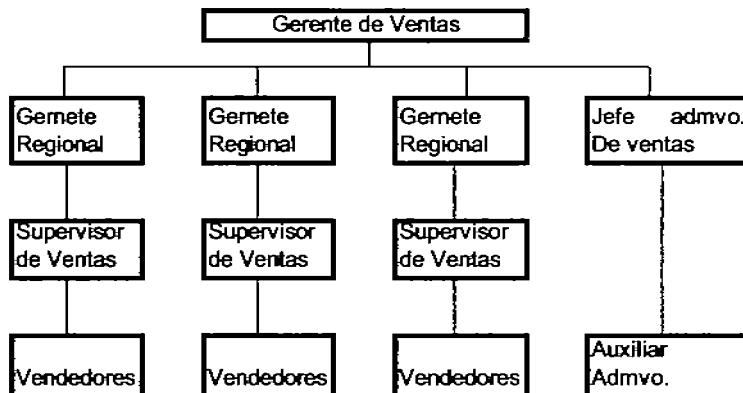 Gerente de Ventas
Gernete
Regional
Gernete
Regional
Gernete
Regional
Jefe admvo.
De ventas
Supervisor
de Ventas
Supervisor
de Ventas
Supervisor
de Ventas
Vendedores
Vendedores
Vendedores
Auxiliar
Admvo.